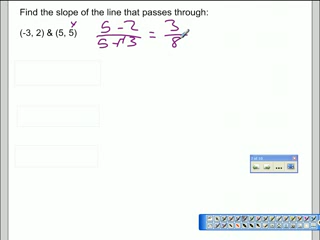 Find the slope of the line that passes through:
y
(-3, 2) & (5, 5) 5 - 2 / 5 + 3 = 3 / 8